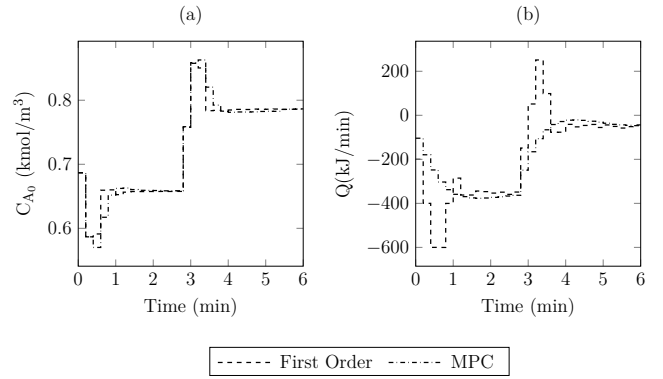 (a)
(b)
C_{A_0} (kmol/m^3)
0.8
0.7
0.6
0 1 2 3 4 5 6
Time (min)
Q(kJ/min)
200
0
−200
−400
−600
0 1 2 3 4 5 6
Time (min)
First Order
MPC